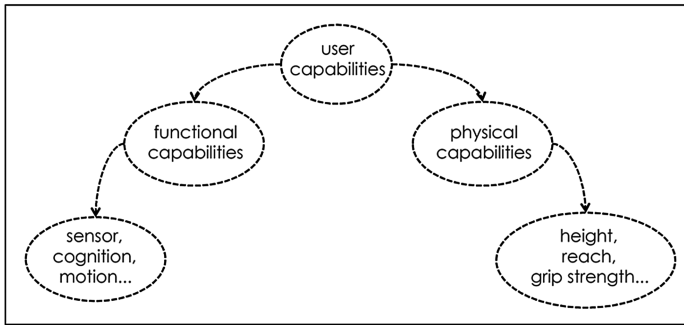 user
capabilities
functional
capabilities
physical
capabilities
sensor,
cognition,
motion...
height,
reach,
grip strength...